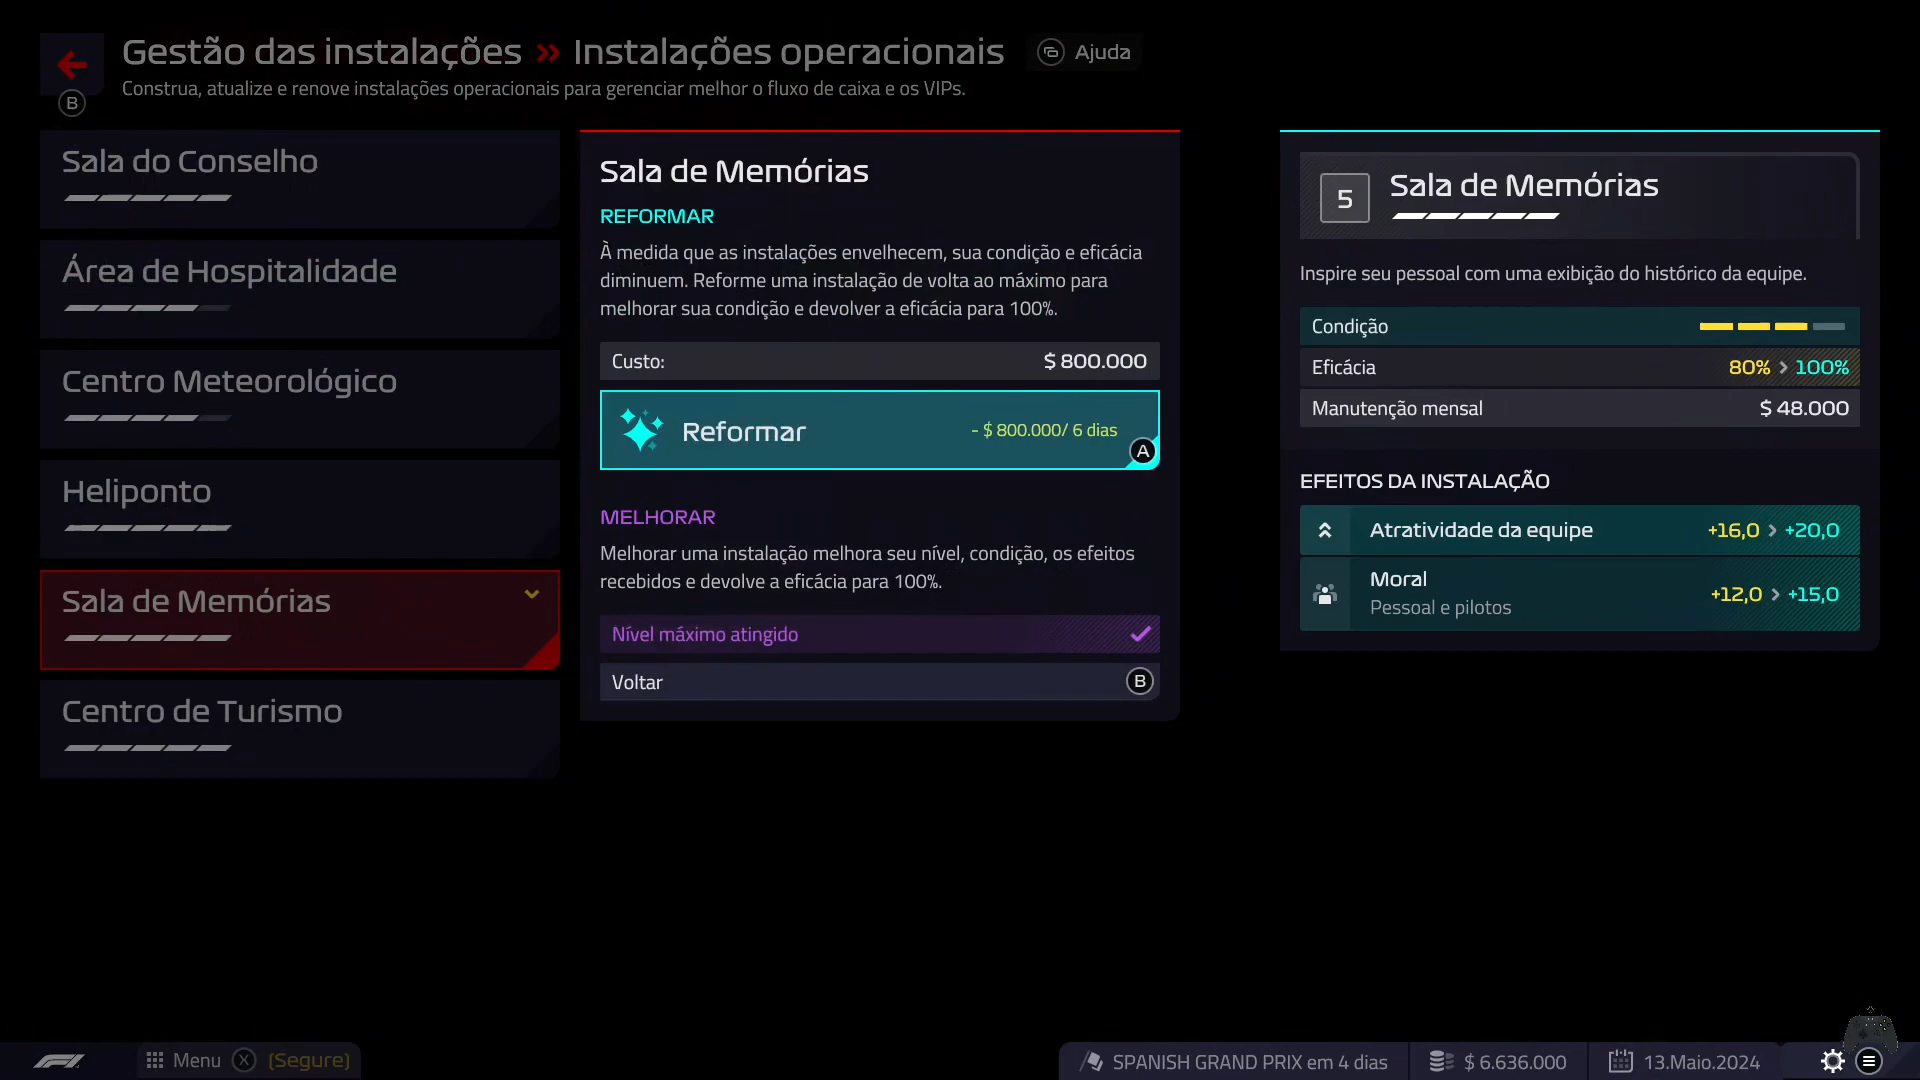 Gestão das instalações » Instalações operacionais
Ajuda
B
Construa, atualize e renove instalações operacionais para gerenciar melhor o fluxo de caixa e os VIPs.
Sala do Conselho
Área de Hospitalidade
Centro Meteorológico
Heliponto
Sala de Memórias
Centro de Turismo
Sala de Memórias
REFORMAR
À medida que as instalações envelhecem, sua condição e eficácia
diminuem. Reforme uma instalação de volta ao máximo para
melhorar sua condição e devolver a eficácia para 100%.
Custo: $ 800.000
Reformar - $ 800.000/ 6 dias A
MELHORAR
Melhorar uma instalação melhora seu nível, condição, os efeitos
recebidos e devolve a eficácia para 100%.
Nível máximo atingido
Voltar B
5 Sala de Memórias
Inspire seu pessoal com uma exibição do histórico da equipe.
Condição
Eficácia 80% > 100%
Manutenção mensal $ 48.000
EFEITOS DA INSTALAÇÃO
Atratividade da equipe +16,0 > +20,0
Moral +12,0 > +15,0
Pessoal e pilotos
Menu X (Segure)
SPANISH GRAND PRIX em 4 dias $ 6.636.000 13.Maio.2024